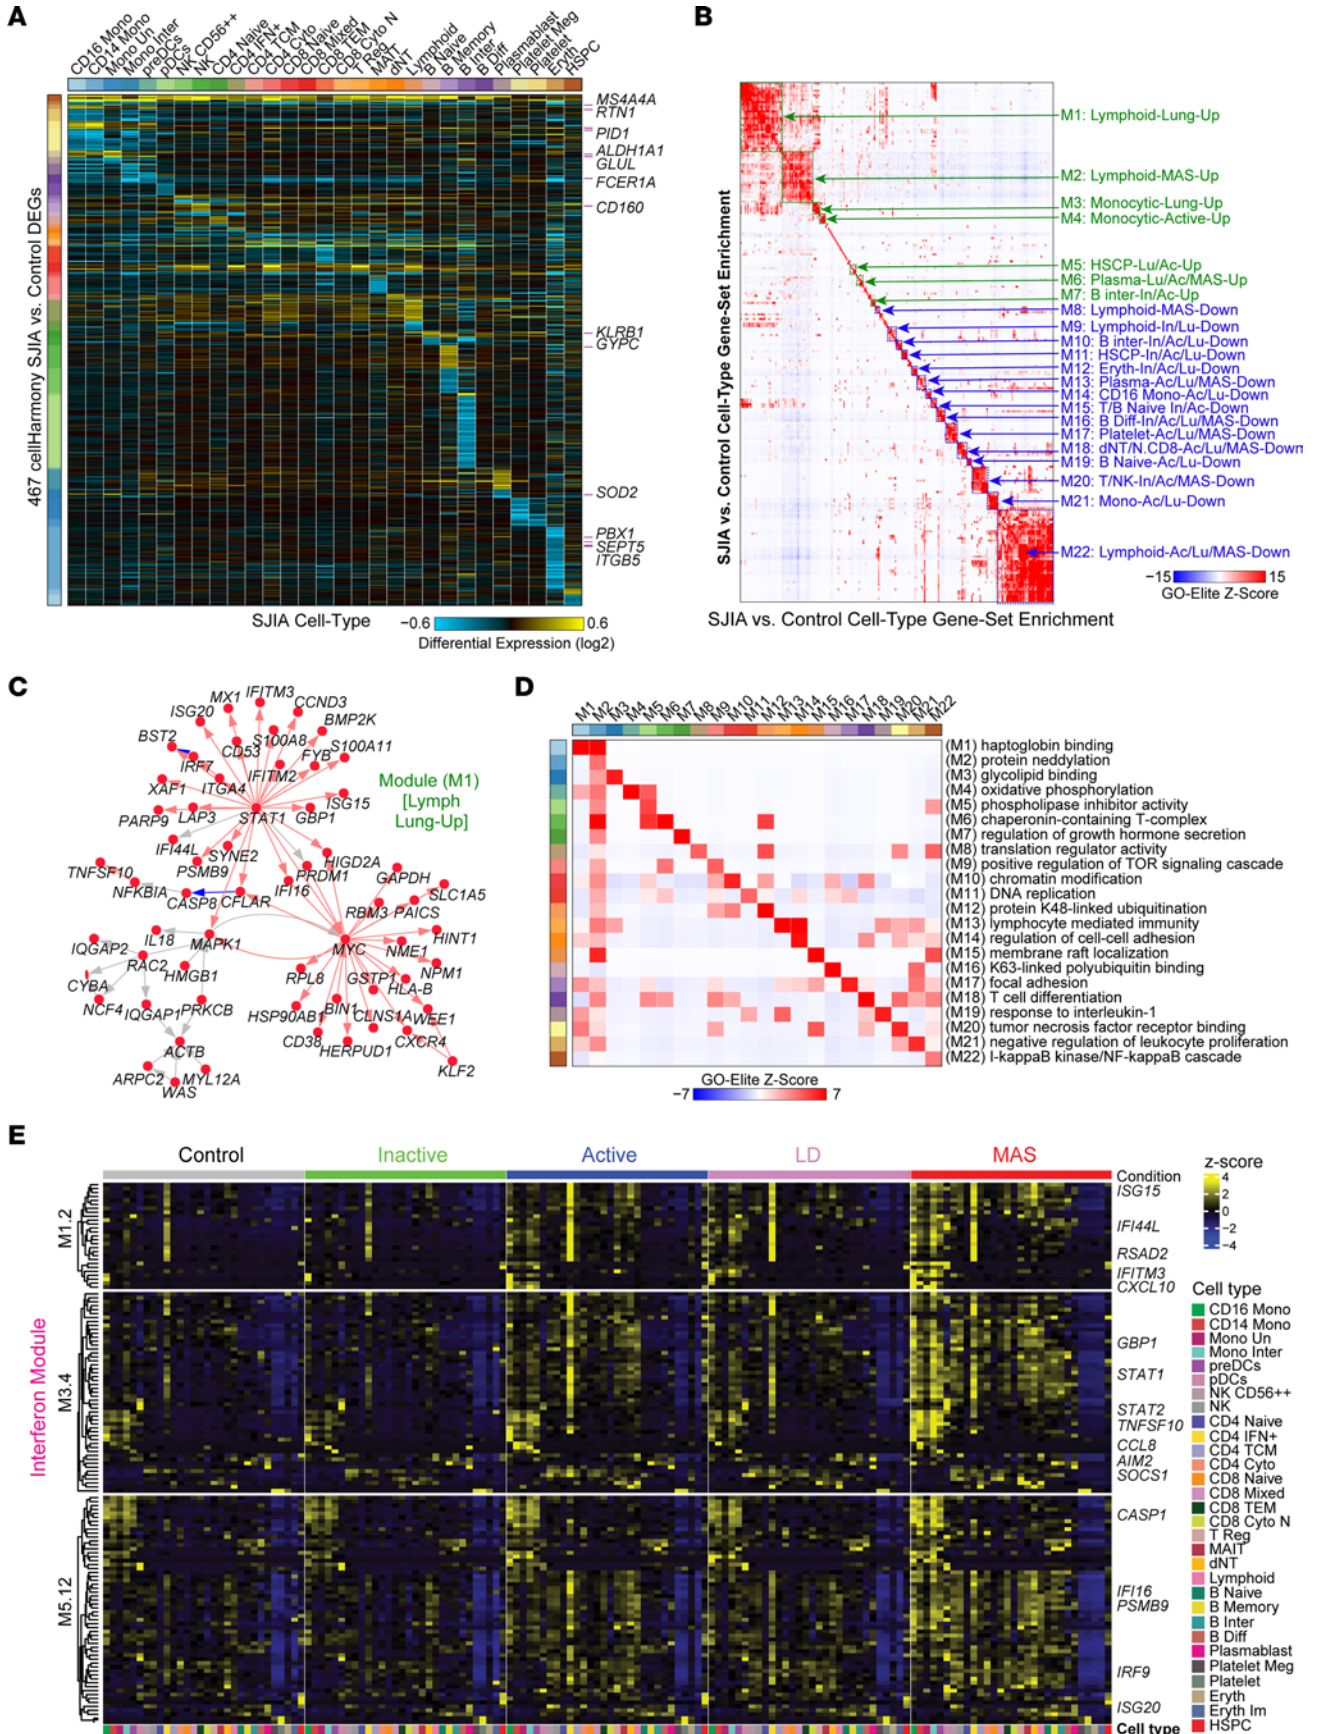 A
CD16 Mono
CD14 Mono
Mono Un
Mono Inter
preDCs
pDCs
NK CD56++
NK
CD4 Naive
CD4 IFN+
CD4 TCM
CD4 Cyto
CD8 Naive
CD8 Mixed
CD8 TEM
CD8 Cyto N
T Reg
MAIT
dNT
Lymphoid
B Naive
B Memory
B Inter
B Diff
Plasmablast
Platelet Meg
Platelet
Eryth
HSPC
467 cellHarmony SJIA vs. Control DEGs
MS4A4A
RTN1
PID1
ALDH1A1
GLUL
FCER1A
CD160
KLRB1
GYPC
SOD2
PBX1
SEPT5
ITGB5
SJIA Cell-Type
−0.6
0.6
Differential Expression (log2)
B
SJIA vs. Control Cell-Type Gene-Set Enrichment
M1: Lymphoid-Lung-Up
M2: Lymphoid-MAS-Up
M3: Monocytic-Lung-Up
M4: Monocytic-Active-Up
M5: HSCP-Lu/Ac-Up
M6: Plasma-Lu/Ac/MAS-Up
M7: B inter-In/Ac-Up
M8: Lymphoid-MAS-Down
M9: Lymphoid-In/Lu-Down
M10: B inter-In/Ac/Lu-Down
M11: HSCP-In/Ac/Lu-Down
M12: Eryth-In/Ac/Lu-Down
M13: Plasma-Ac/Lu/MAS-Down
M14: CD16 Mono-Ac/Lu-Down
M15: T/B Naive In/Ac-Down
M16: B Diff-In/Ac/Lu/MAS-Down
M17: Platelet-Ac/Lu/MAS-Down
M18: dNT/N.CD8-Ac/Lu/MAS-Down
M19: B Naive-Ac/Lu-Down
M20: T/NK-In/Ac/MAS-Down
M21: Mono-Ac/Lu-Down
M22: Lymphoid-Ac/Lu/MAS-Down
−15
15
GO-Elite Z-Score
SJIA vs. Control Cell-Type Gene-Set Enrichment
C
MX1
IFITM3
ISG20
CCND3
BMP2K
BST2
CD53
S100A8
IRF7
FYB
S100A11
IFITM2
XAF1
ITGA4
Module (M1)
[Lymph
Lung-Up]
PARP9
LAP3
STAT1
GBP1
ISG15
IFI44L
SYNE2
PSMB9
HIGD2A
TNFSF10
PRDM1
GAPDH
NFKBIA
IFI16
SLC1A5
CASP8
CFLAR
RBM3
PAICS
IL18
MAPK1
MYC
NME1
HINT1
IQGAP2
RAC2
HMGB1
RPL8
GSTP1
NPM1
CYBA
HLA-B
NCF4
IQGAP1
PRKCB
HSP90AB1
BIN1
CLNS1A
WEE1
ACTB
CD38
HERPUD1
CXCR4
KLF2
ARPC2
MYL12A
WAS
D
M1
M2
M3
M4
M5
M6
M7
M8
M9
M10
M11
M12
M13
M14
M15
M16
M17
M18
M19
M20
M21
M22
(M1) haptoglobin binding
(M2) protein neddylation
(M3) glycolipid binding
(M4) oxidative phosphorylation
(M5) phospholipase inhibitor activity
(M6) chaperonin-containing T-complex
(M7) regulation of growth hormone secretion
(M8) translation regulator activity
(M9) positive regulation of TOR signaling cascade
(M10) chromatin modification
(M11) DNA replication
(M12) protein K48-linked ubiquitination
(M13) lymphocyte mediated immunity
(M14) regulation of cell-cell adhesion
(M15) membrane raft localization
(M16) K63-linked polyubiquitin binding
(M17) focal adhesion
(M18) T cell differentiation
(M19) response to interleukin-1
(M20) tumor necrosis factor receptor binding
(M21) negative regulation of leukocyte proliferation
(M22) I-kappaB kinase/NF-kappaB cascade
GO-Elite Z-Score
−7
7
E
Control
Inactive
Active
LD
MAS
Condition
Interferon Module
M1.2
M3.4
M5.12
ISG15
IFI44L
RSAD2
IFITM3
CXCL10
GBP1
STAT1
STAT2
TNFSF10
CCL8
AIM2
SOCS1
CASP1
IFI16
PSMB9
IRF9
ISG20
Cell type
z-score
4
2
0
−2
−4
Cell type
CD16 Mono
CD14 Mono
Mono Un
Mono Inter
preDCs
pDCs
NK CD56++
NK
CD4 Naive
CD4 IFN+
CD4 TCM
CD4 Cyto
CD8 Naive
CD8 Mixed
CD8 TEM
CD8 Cyto N
T Reg
MAIT
dNT
Lymphoid
B Naive
B Memory
B Inter
B Diff
Plasmablast
Platelet Meg
Platelet
Eryth
Eryth Im
HSPC